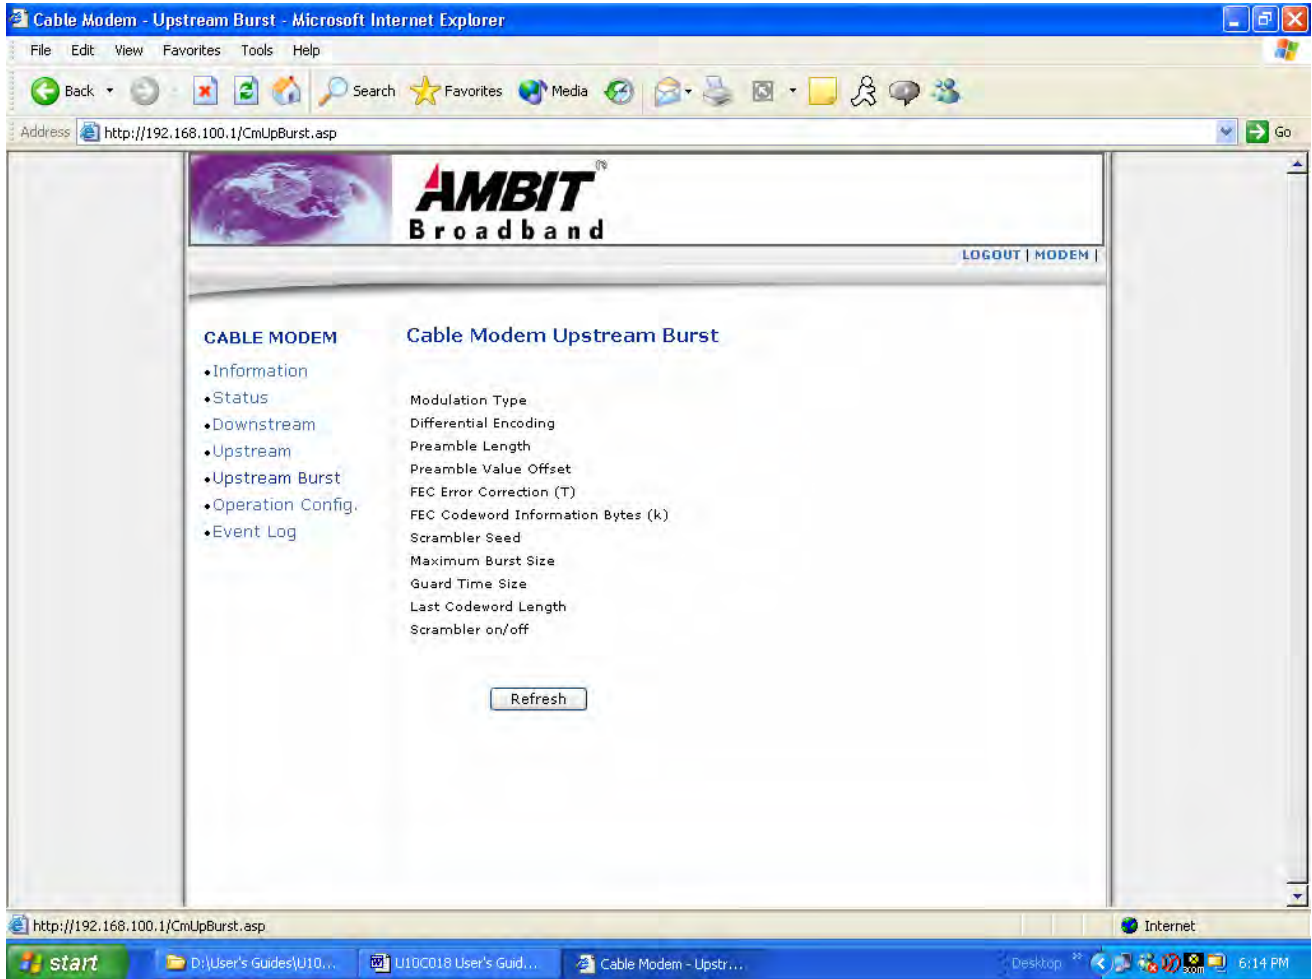 Cable Modem - Upstream Burst - Microsoft Internet Explorer
File Edit View Favorites Tools Help
Back Search Favorites Media
Address http://192.168.100.1/CmUpBurst.asp Go
AMBIT
Broadband
LOGOUT | MODEM |
CABLE MODEM
•Information
•Status
•Downstream
•Upstream
•Upstream Burst
•Operation Config.
•Event Log
Cable Modem Upstream Burst
Modulation Type
Differential Encoding
Preamble Length
Preamble Value Offset
FEC Error Correction (T)
FEC Codeword Information Bytes (k)
Scrambler Seed
Maximum Burst Size
Guard Time Size
Last Codeword Length
Scrambler on/off
Refresh
http://192.168.100.1/CmUpBurst.asp Internet
start D:\User's Guides\U10... U10C018 User's Guid... Cable Modem - Upstr... Desktop » 6:14 PM